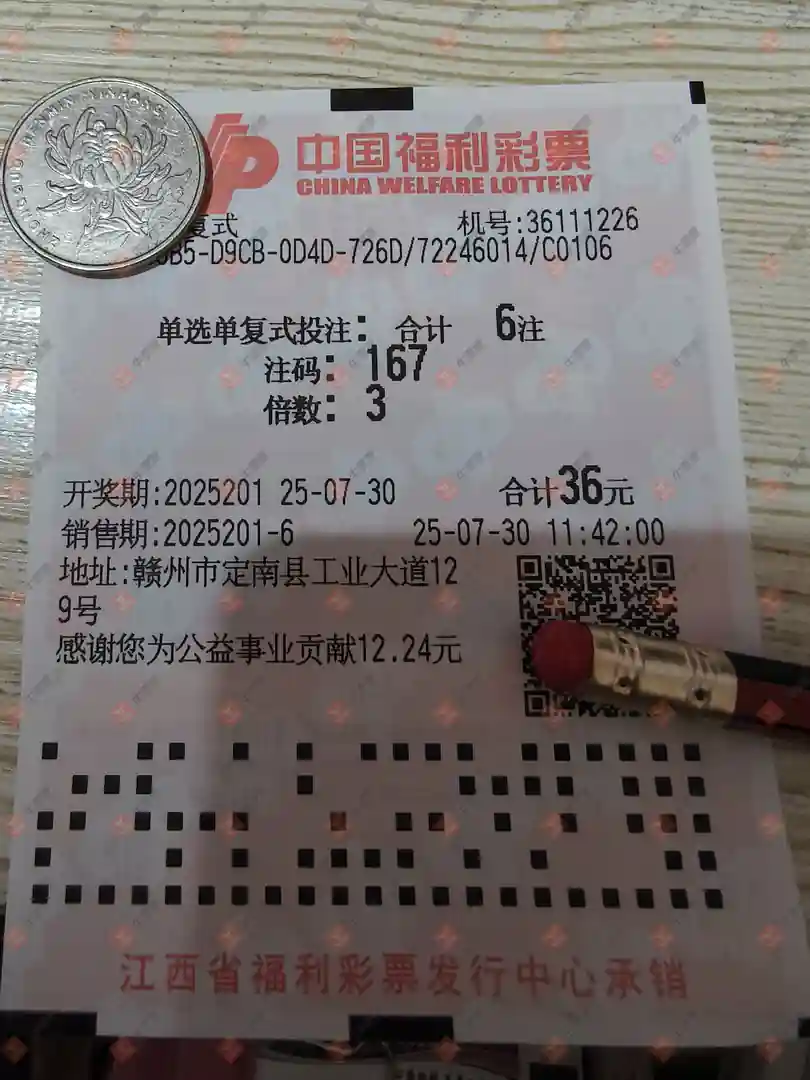 中国福利彩票
CHINA WELFARE LOTTERY
复式 机号:36111226
B5-D9CB-0D4D-726D/72246014/C0106
单选单复式投注: 合计 6注
注码: 167
倍数: 3
开奖期:2025201 25-07-30 合计36元
销售期:2025201-6 25-07-30 11:42:00
地址:赣州市定南县工业大道12
9号
感谢您为公益事业贡献12.24元
江西省福利彩票发行中心承销